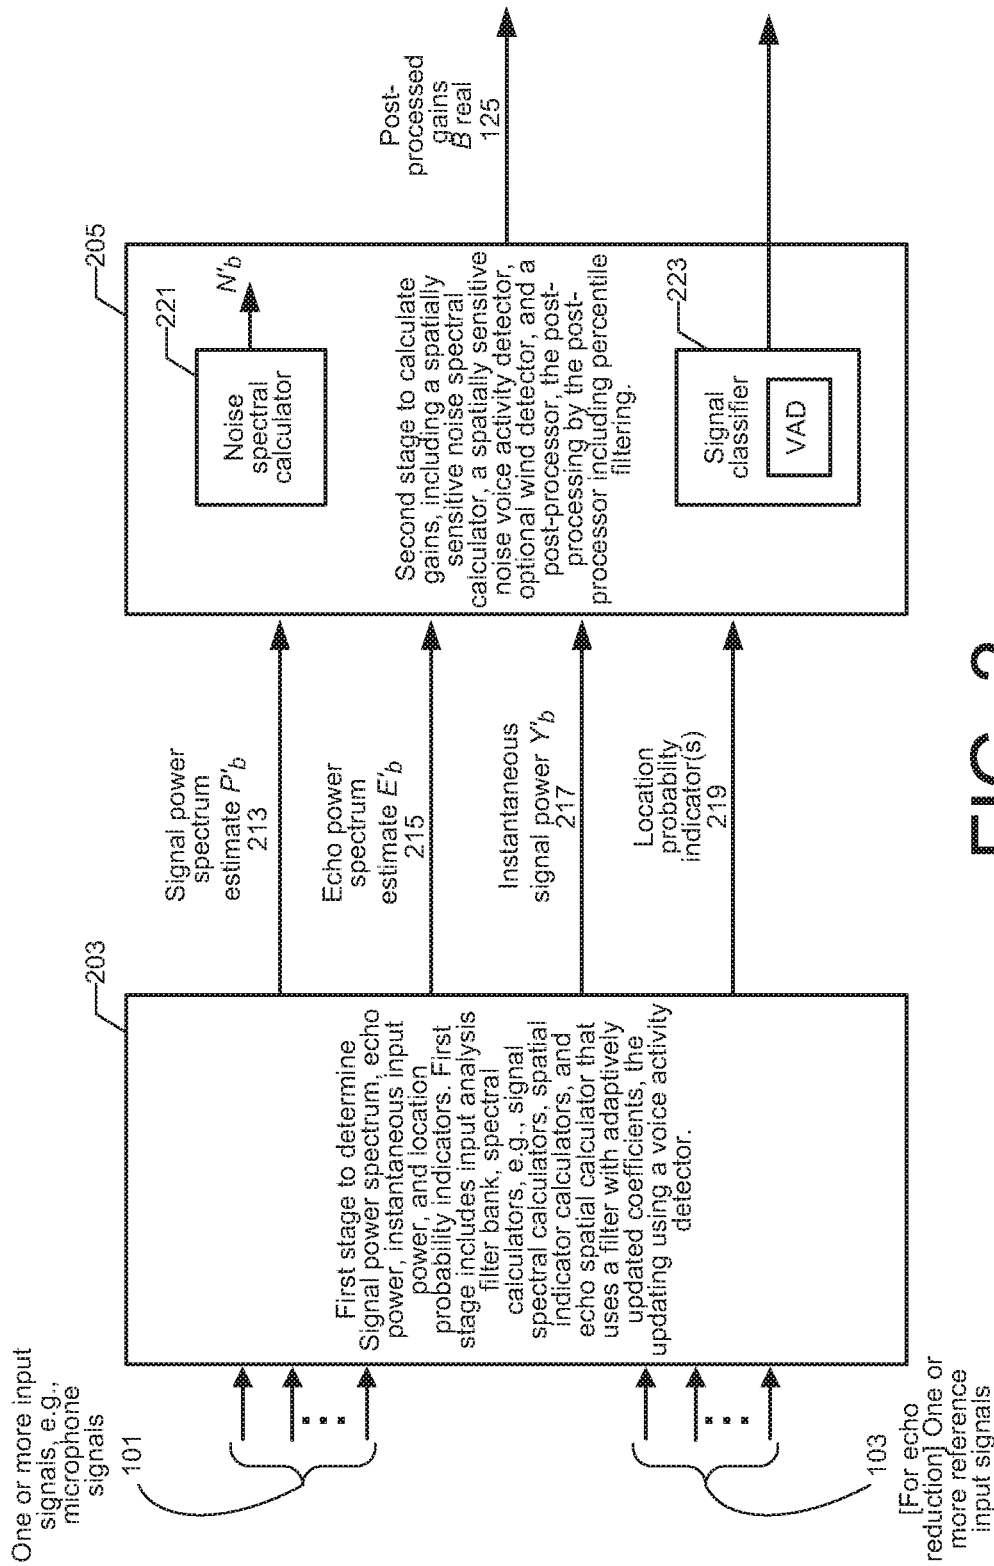 One or more input
signals, e.g.,
microphone
signals
101
103
[For echo
reduction] One or
more reference
input signals
203
First stage to determine
Signal power spectrum, echo
power, instantaneous input
power, and location
probability indicators. First
stage includes input analysis
filter bank, spectral
calculators, e.g., signal
spectral calculators, spatial
indicator calculators, and
echo spatial calculator that
uses a filter with adaptively
updated coefficients, the
updating using a voice activity
detector.
Signal power
spectrum
estimate P'b
213
Echo power
spectrum
estimate E'b
215
Instantaneous
signal power Y'b
217
Location
probablity
indicator(s)
219
205
221
Noise
spectral
calculator
N'b
Second stage to calculate
gains, including a spatially
sensitive noise spectral
calculator, a spatially sensitive
noise voice activity detector,
optional wind detector, and a
post-processor, the post-
processing by the post-
processor including percentile
filtering.
223
Signal
classifier
VAD
Post-
processed
gains
B real
125